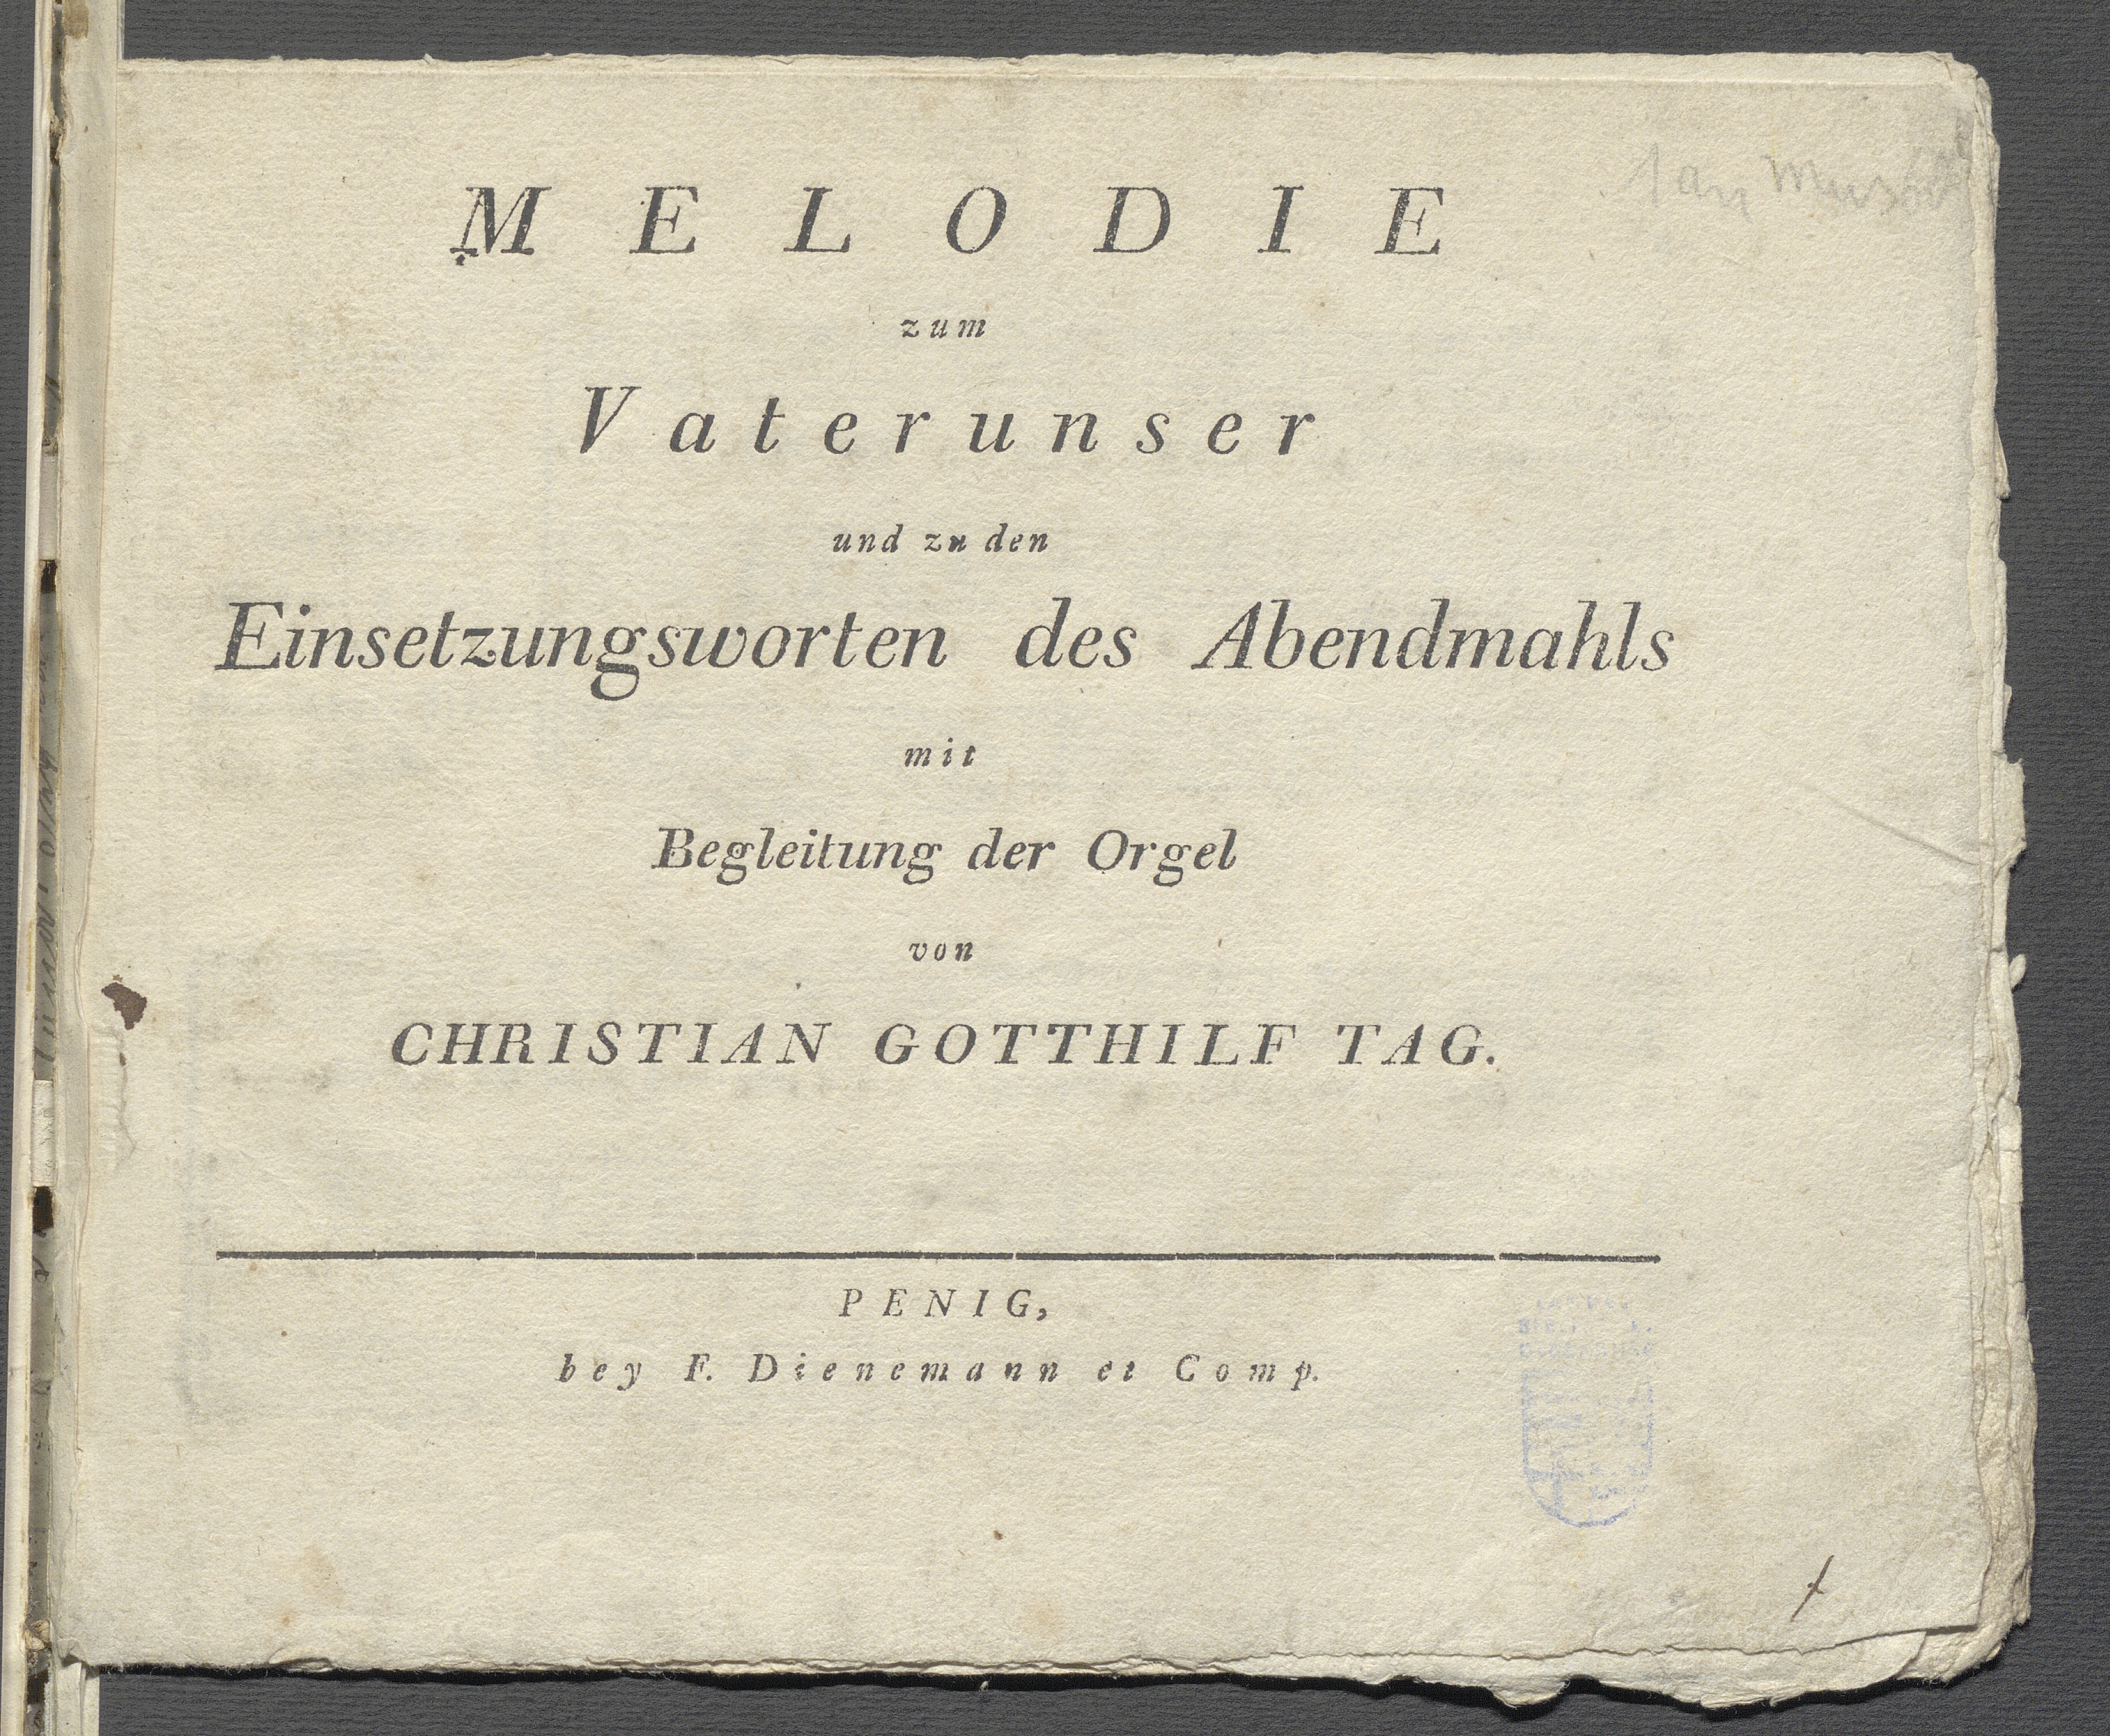 MELODIE
zum
Vaterunser
und zu den
Einsetzungsworten des Abendmahls
mit
Begleitung der Orgel
von
CHRISTIAN GOTTHILF TAG.
PENIG,
bey F. Dienemann et Comp.